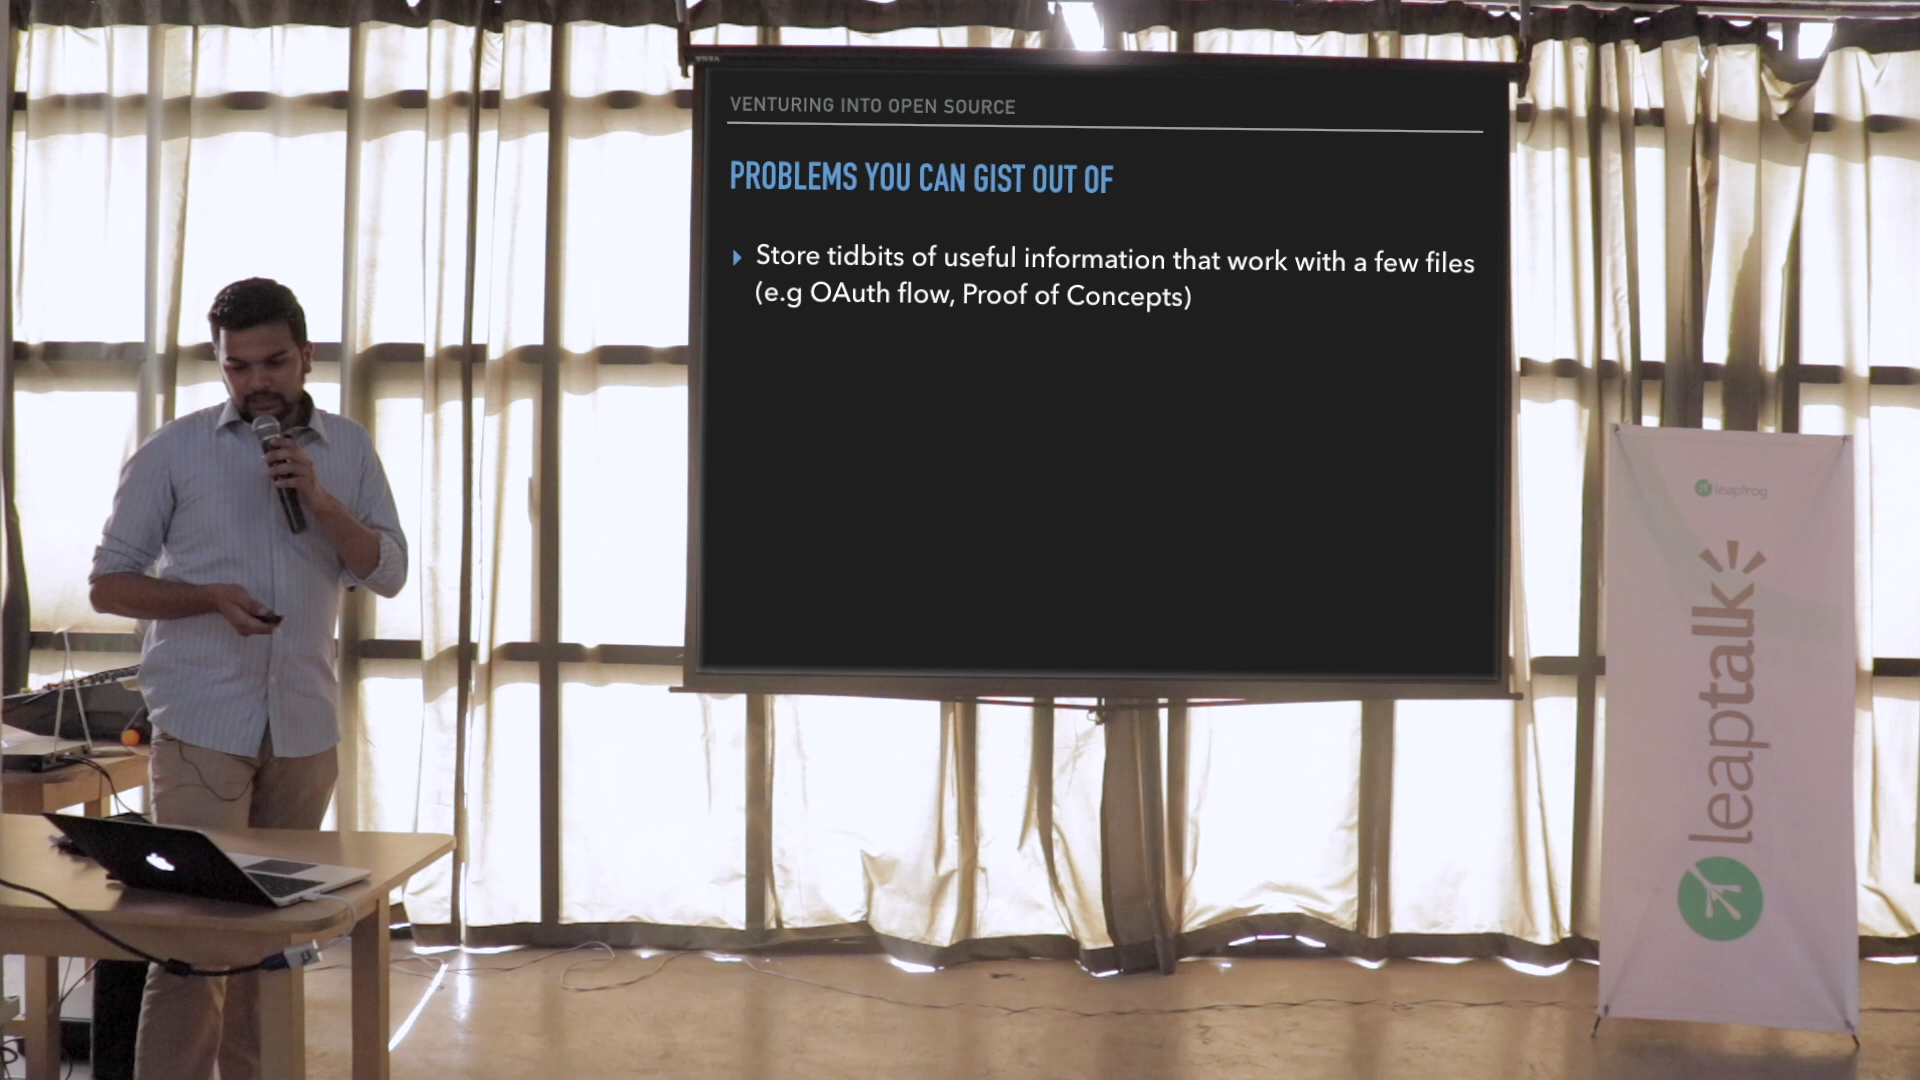 VENTURING INTO OPEN SOURCE
PROBLEMS YOU CAN GIST OUT OF
Store tidbits of useful information that work with a few files
(e.g OAuth flow, Proof of Concepts)
leapfrog
leaptalk